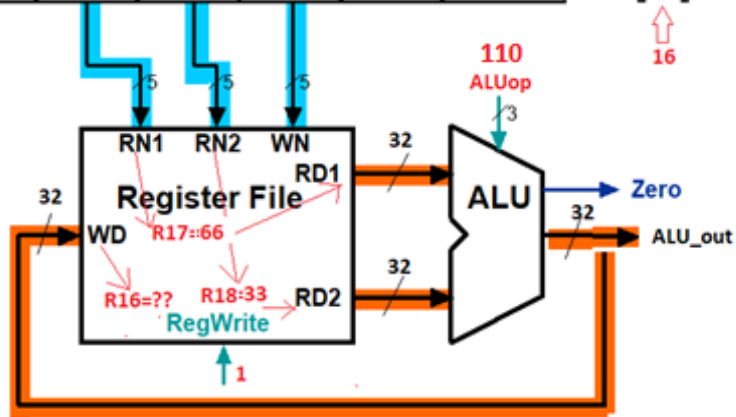 16
110
ALUop
3
5 5 5
RN1 RN2 WN
RD1
32
Register File
ALU
Zero
32
32
WD
R17=66
ALU_out
32
R16=??
R18=33
RD2
RegWrite
1